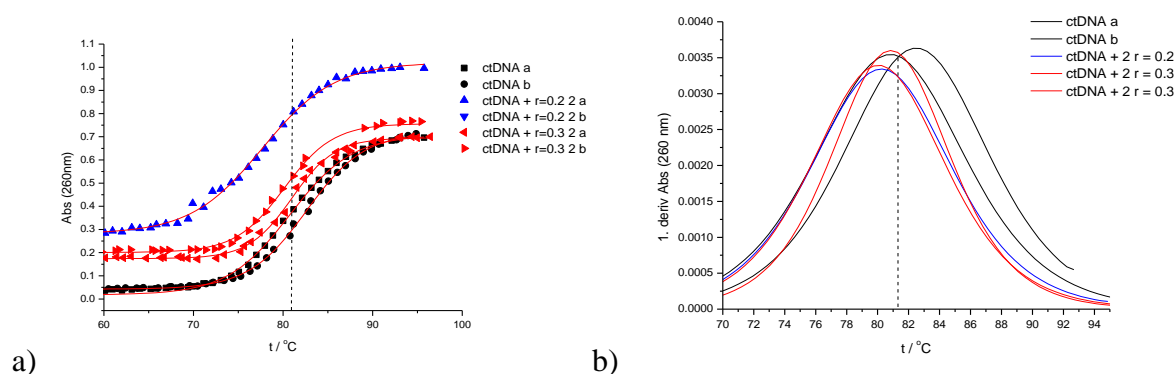 1.1
1.0
0.9
0.8
0.7
0.6
0.5
0.4
0.3
0.2
0.1
0.0
Abs (260nm)
60 70 80 90 100
t / °C
ctDNA a
ctDNA b
ctDNA + r=0.2 2 a
ctDNA + r=0.2 2 b
ctDNA + r=0.3 2 a
ctDNA + r=0.3 2 b
a)
0.0040
0.0035
0.0030
0.0025
0.0020
0.0015
0.0010
0.0005
0.0000
1. deriv Abs (260 nm)
70 72 74 76 78 80 82 84 86 88 90 92 94
t / °C
ctDNA a
ctDNA b
ctDNA + 2 r = 0.2
ctDNA + 2 r = 0.3
ctDNA + 2 r = 0.3
b)